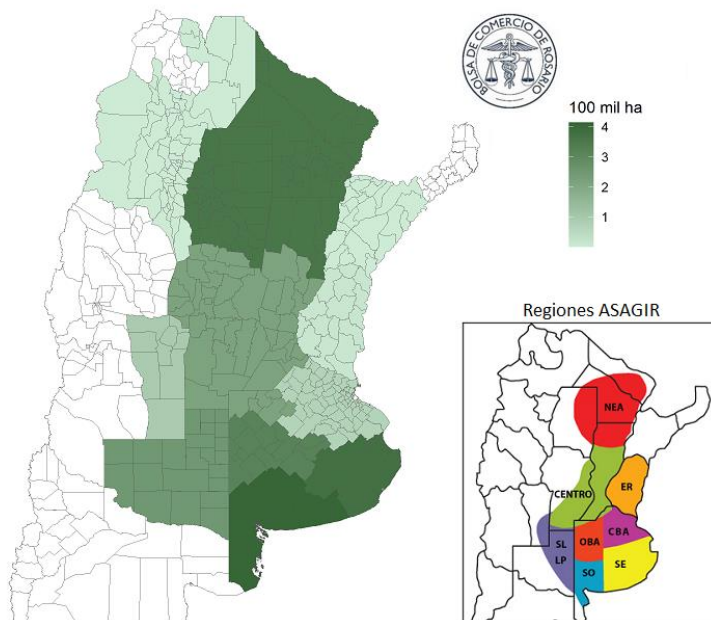 BOLSA DE COMERCIO DE ROSARIO
100 mil ha
4
3
2
1
Regiones ASAGIR
NEA
CENTRO
ER
SL
LP
OBA
CBA
SO
SE